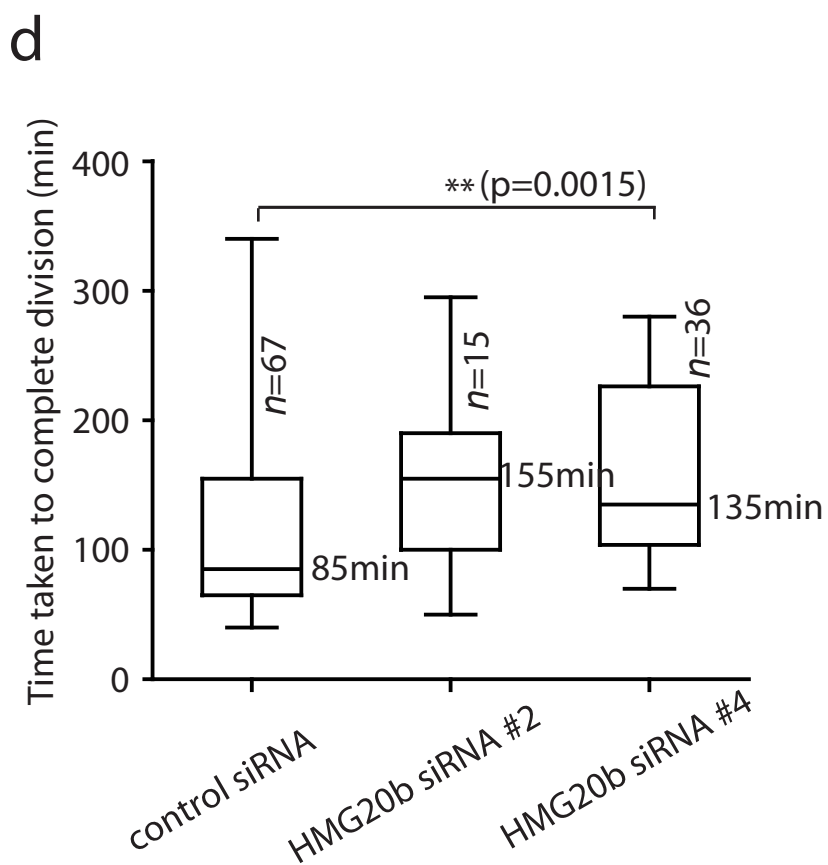 d
Time taken to complete division (min)
400
300
200
100
0
**(p=0.0015)
n=67
n=15
n=36
85min
155min
135min
control siRNA
HMG20b siRNA #2
HMG20b siRNA #4